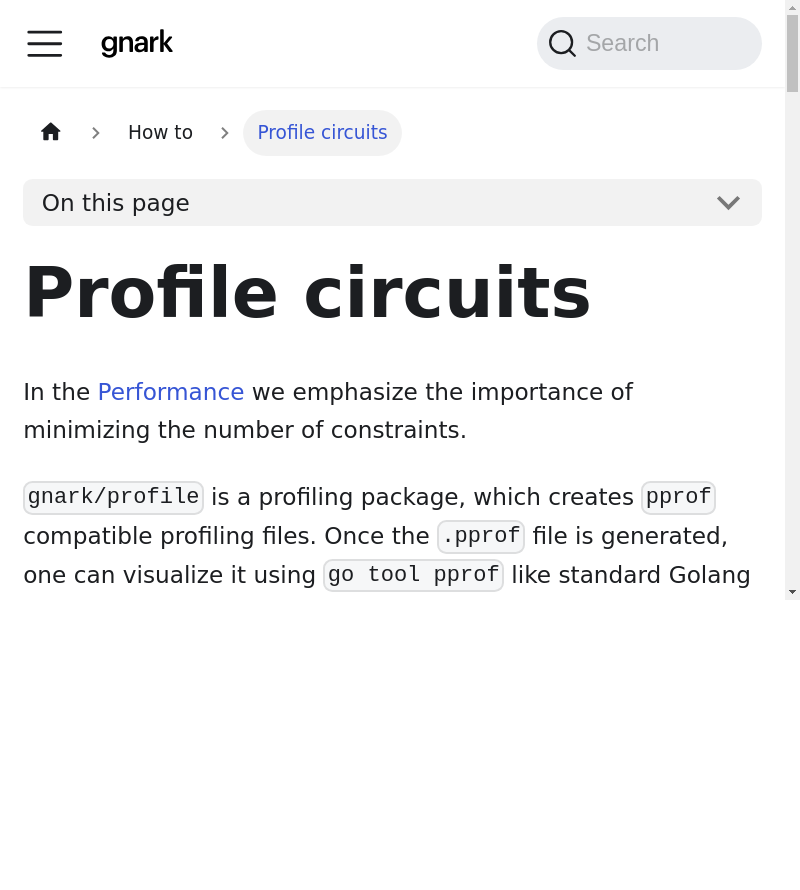 gnark
Search
How to
Profile circuits
On this page
Profile circuits
In the Performance we emphasize the importance of
minimizing the number of constraints.
gnark/profile is a profiling package, which creates pprof
compatible profiling files. Once the .pprof file is generated,
one can visualize it using go tool pprof like standard Golang